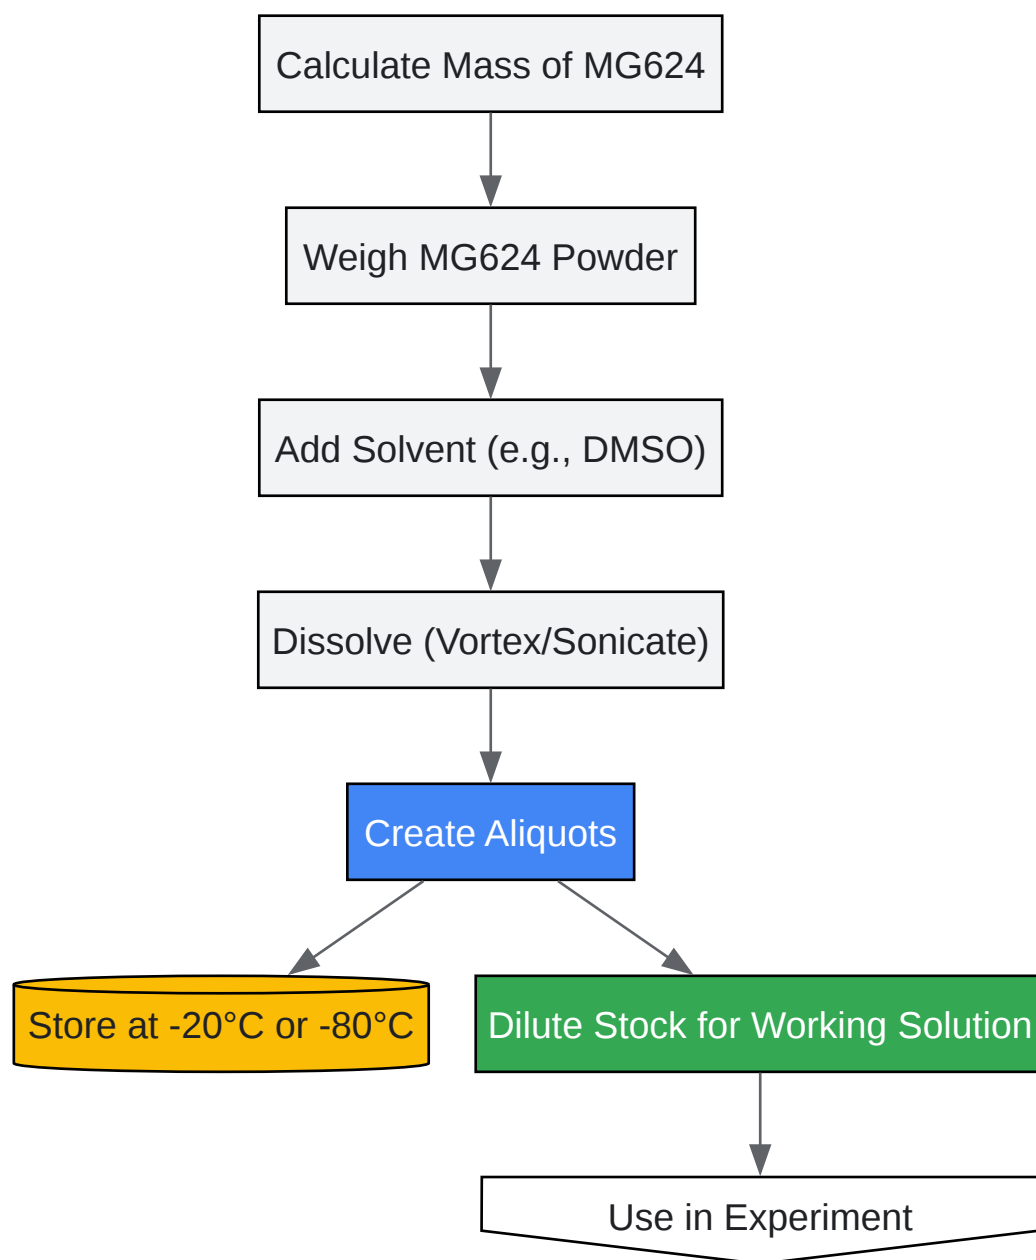 Calculate Mass of MG624
Weigh MG624 Powder
Add Solvent (e.g., DMSO)
Dissolve (Vortex/Sonicate)
Create Aliquots
Store at -20°C or -80°C
Dilute Stock for Working Solution
Use in Experiment